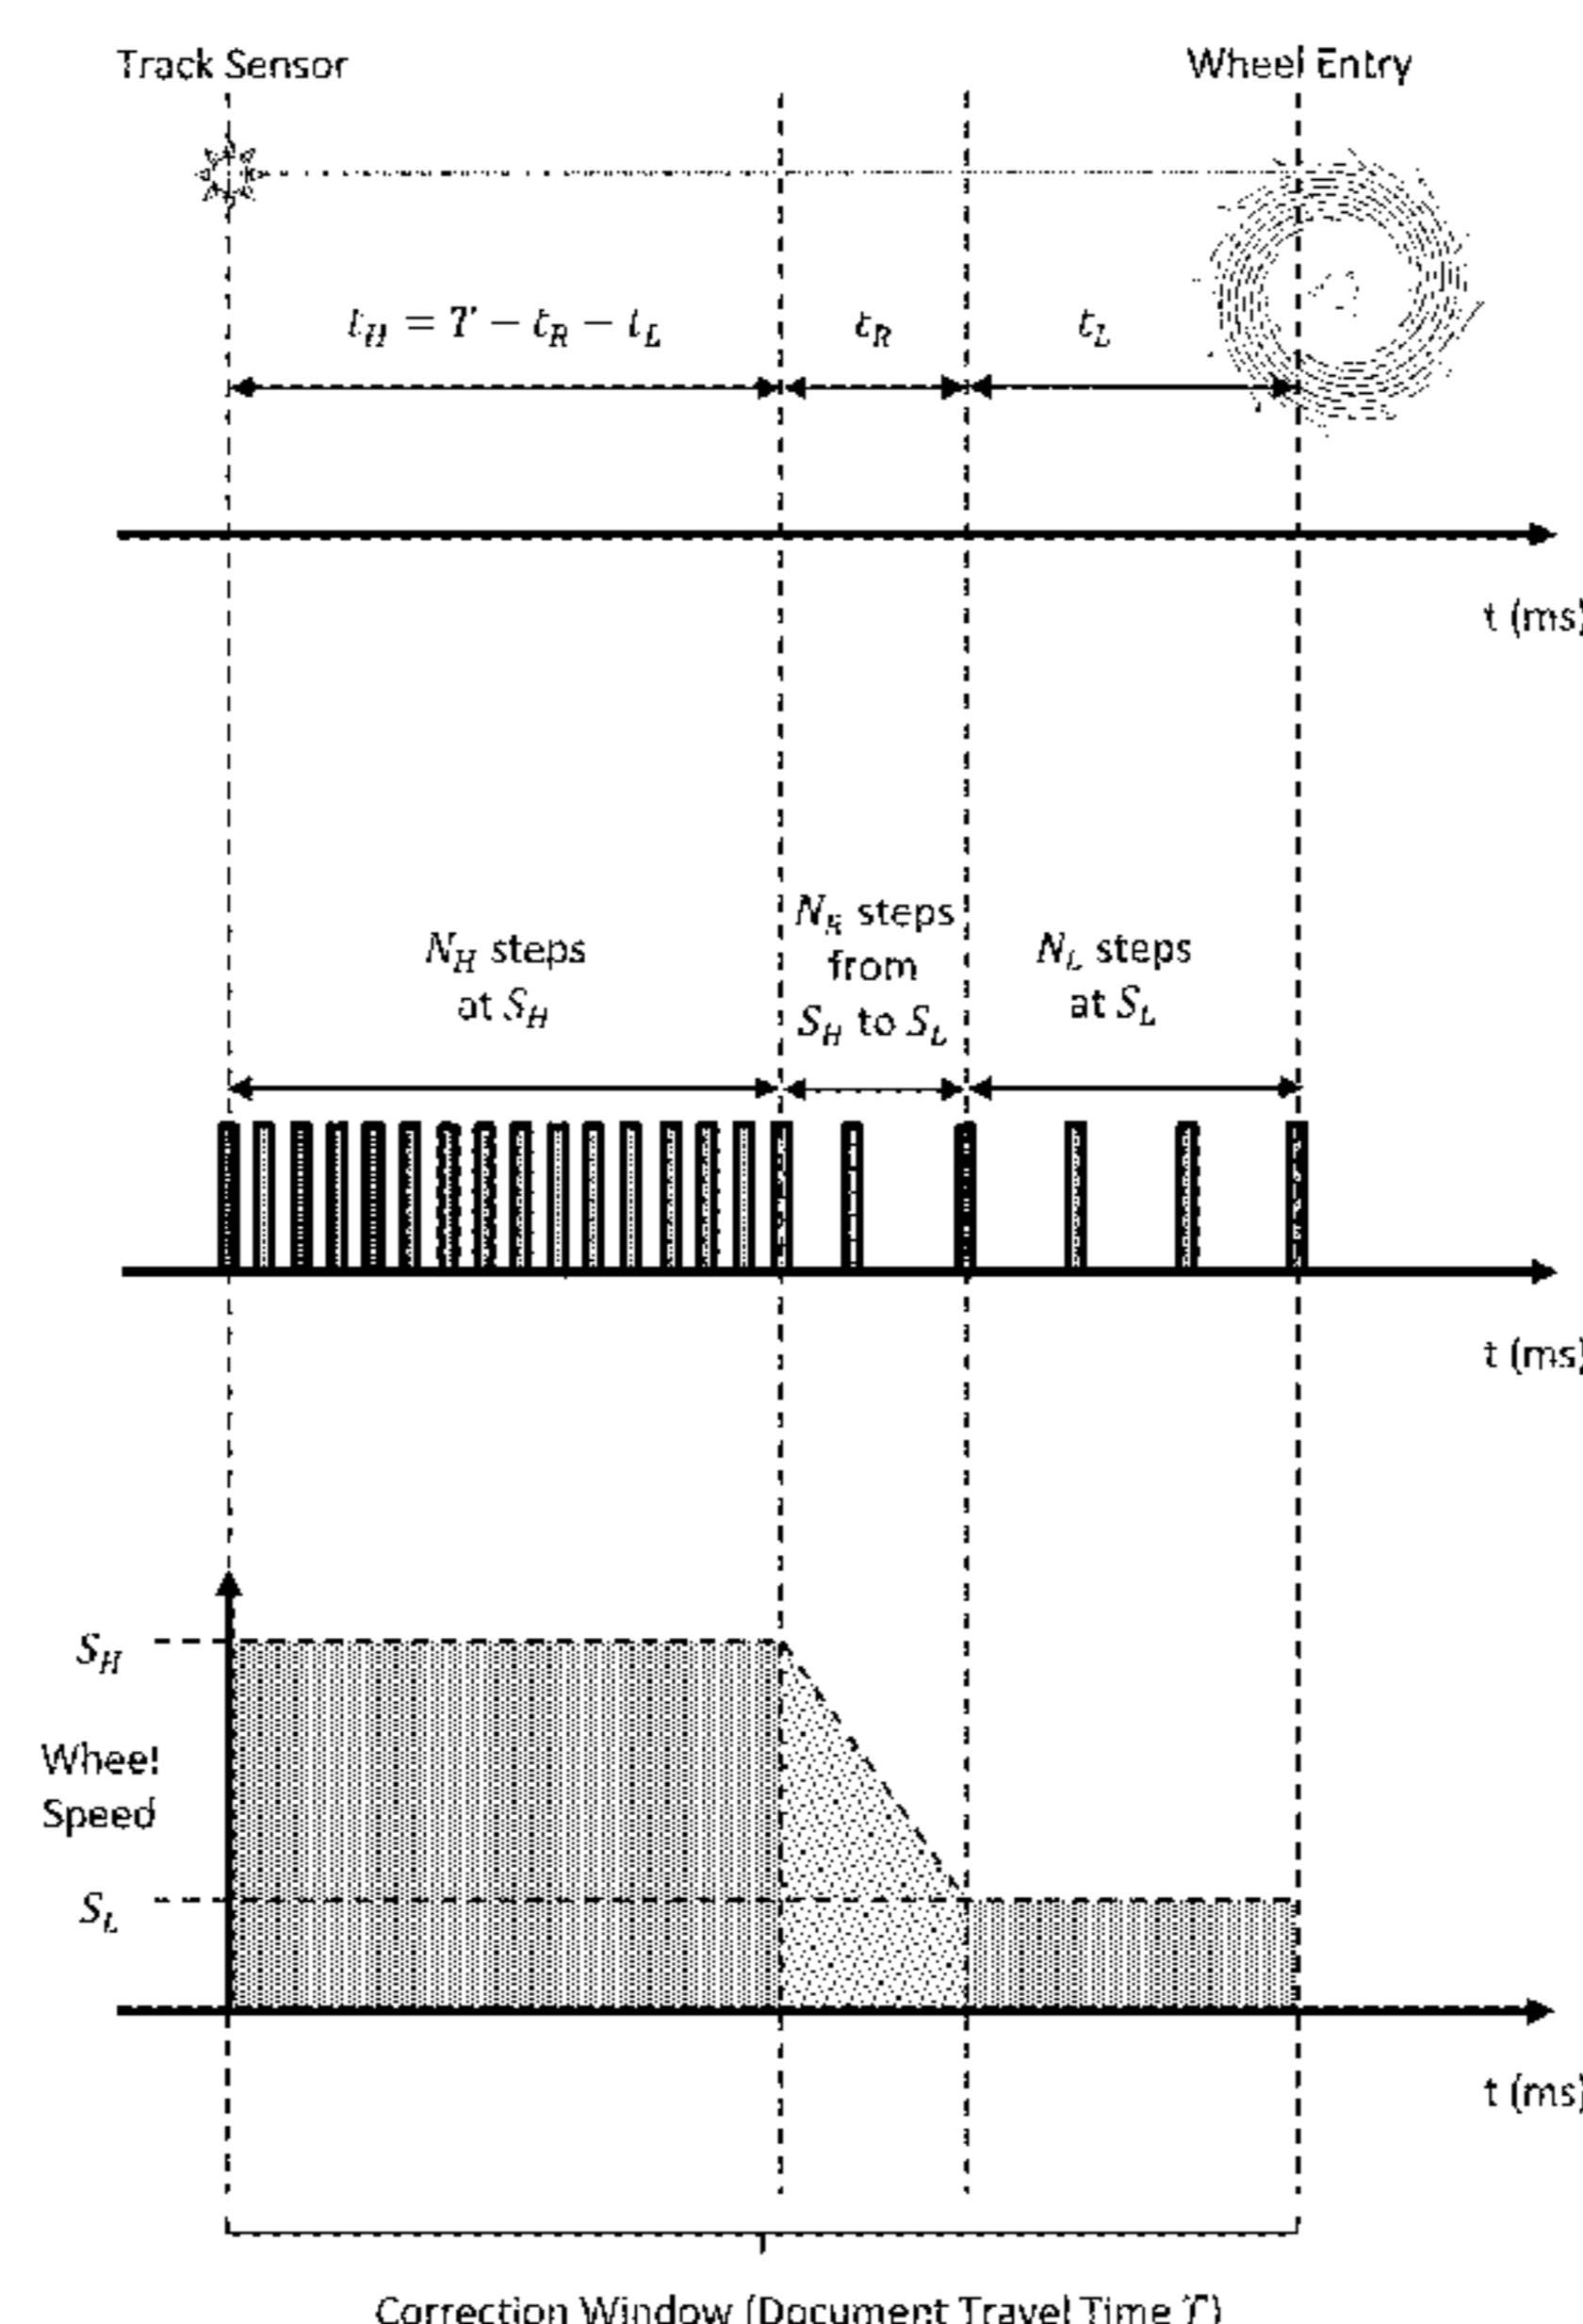 Track Sensor
Wheel Entry
t_H = T − t_R − t_L
t_R
t_L
t (ms)
N_H steps
at S_H
N_R steps
from
S_H to S_L
N_L steps
at S_L
t (ms)
S_H
Wheel
Speed
S_L
t (ms)
Correction Window (Document Travel Time T)